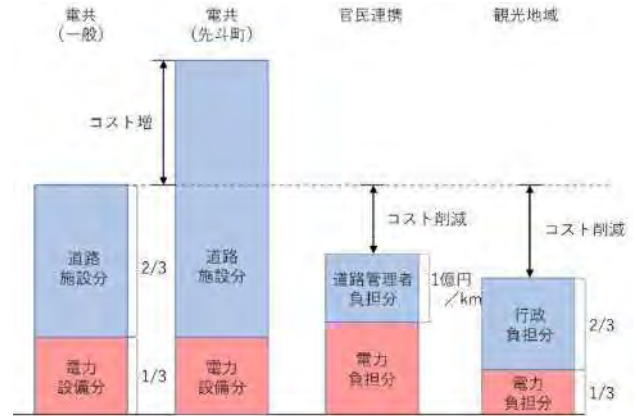 電共
(一般)
電共
(先斗町)
官民連携
観光地域
コスト増
コスト削減
コスト削減
道路
施設分
2/3
電力
設備分
1/3
道路
施設分
電力
設備分
道路管理者
負担分
1億円
／km
電力
負担分
行政
負担分
2/3
電力
負担分
1/3